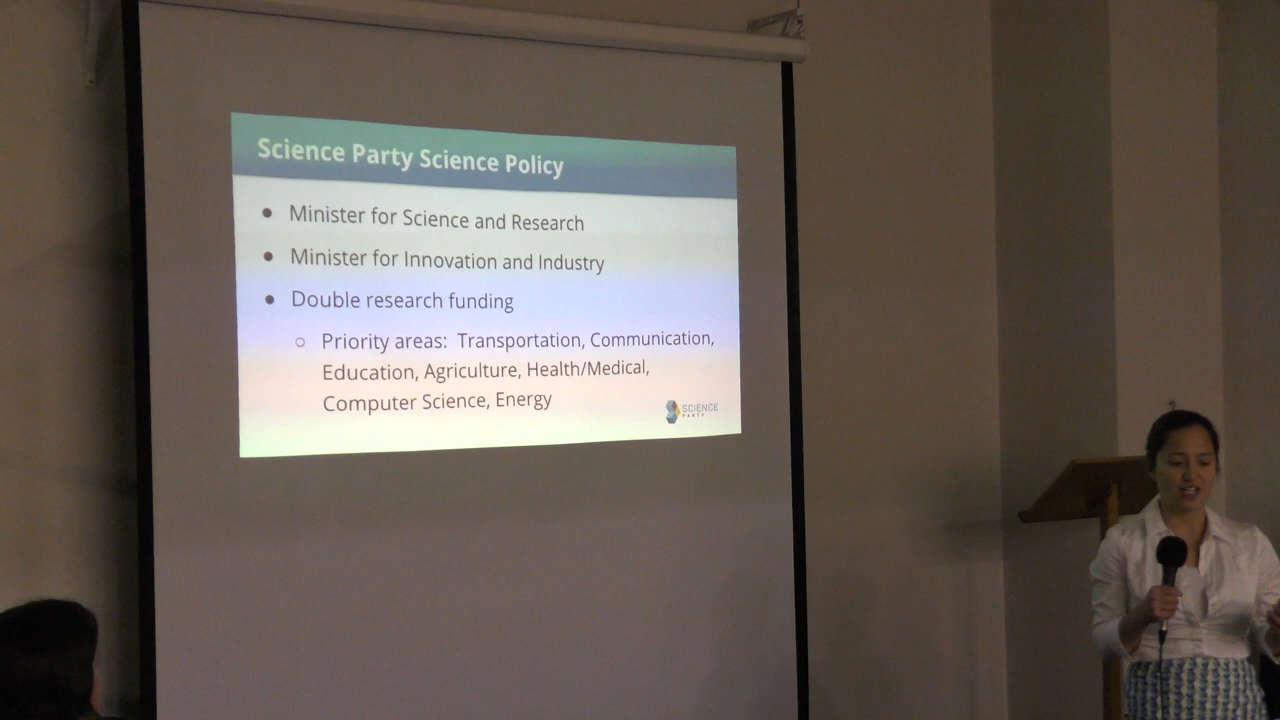 Science Party Science Policy
● Minister for Science and Research
● Minister for Innovation and Industry
● Double research funding
○ Priority areas: Transportation, Communication,
Education, Agriculture, Health/Medical,
Computer Science, Energy
SCIENCE
PARTY